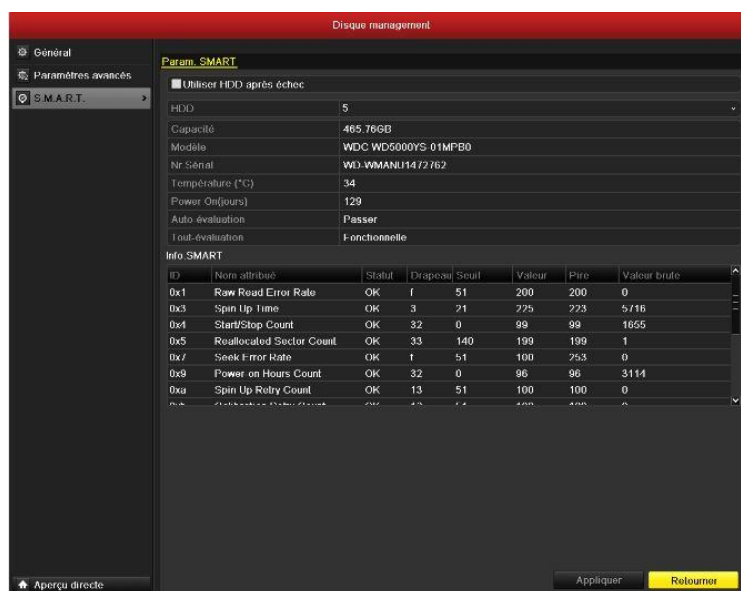 Disque management
Général
Paramètres avancés
S.M.A.R.T.
Param. SMART
Utiliser HDD après échec
HDD 5
Capacité 465.76GB
Modèle WDC WD5000YS-01MPB0
Nr.Sérial WD-WMANU1472762
Température (°C) 34
Power On(jours) 129
Auto évaluation Passer
Tout-évaluation Fonctionnelle
Info.SMART
ID Nom attribué Statut Drapeau Seuil Valeur Pire Valeur brute
0x1 Raw Read Error Rate OK f 51 200 200 0
0x3 Spin Up Time OK 3 21 225 223 5716
0x4 Start/Stop Count OK 32 0 99 99 1655
0x5 Reallocated Sector Count OK 33 140 199 199 1
0x7 Seek Error Rate OK f 51 100 253 0
0x9 Power on Hours Count OK 32 0 96 96 3114
0xa Spin Up Retry Count OK 13 51 100 100 0
Appliquer
Retourner
Aperçu directe